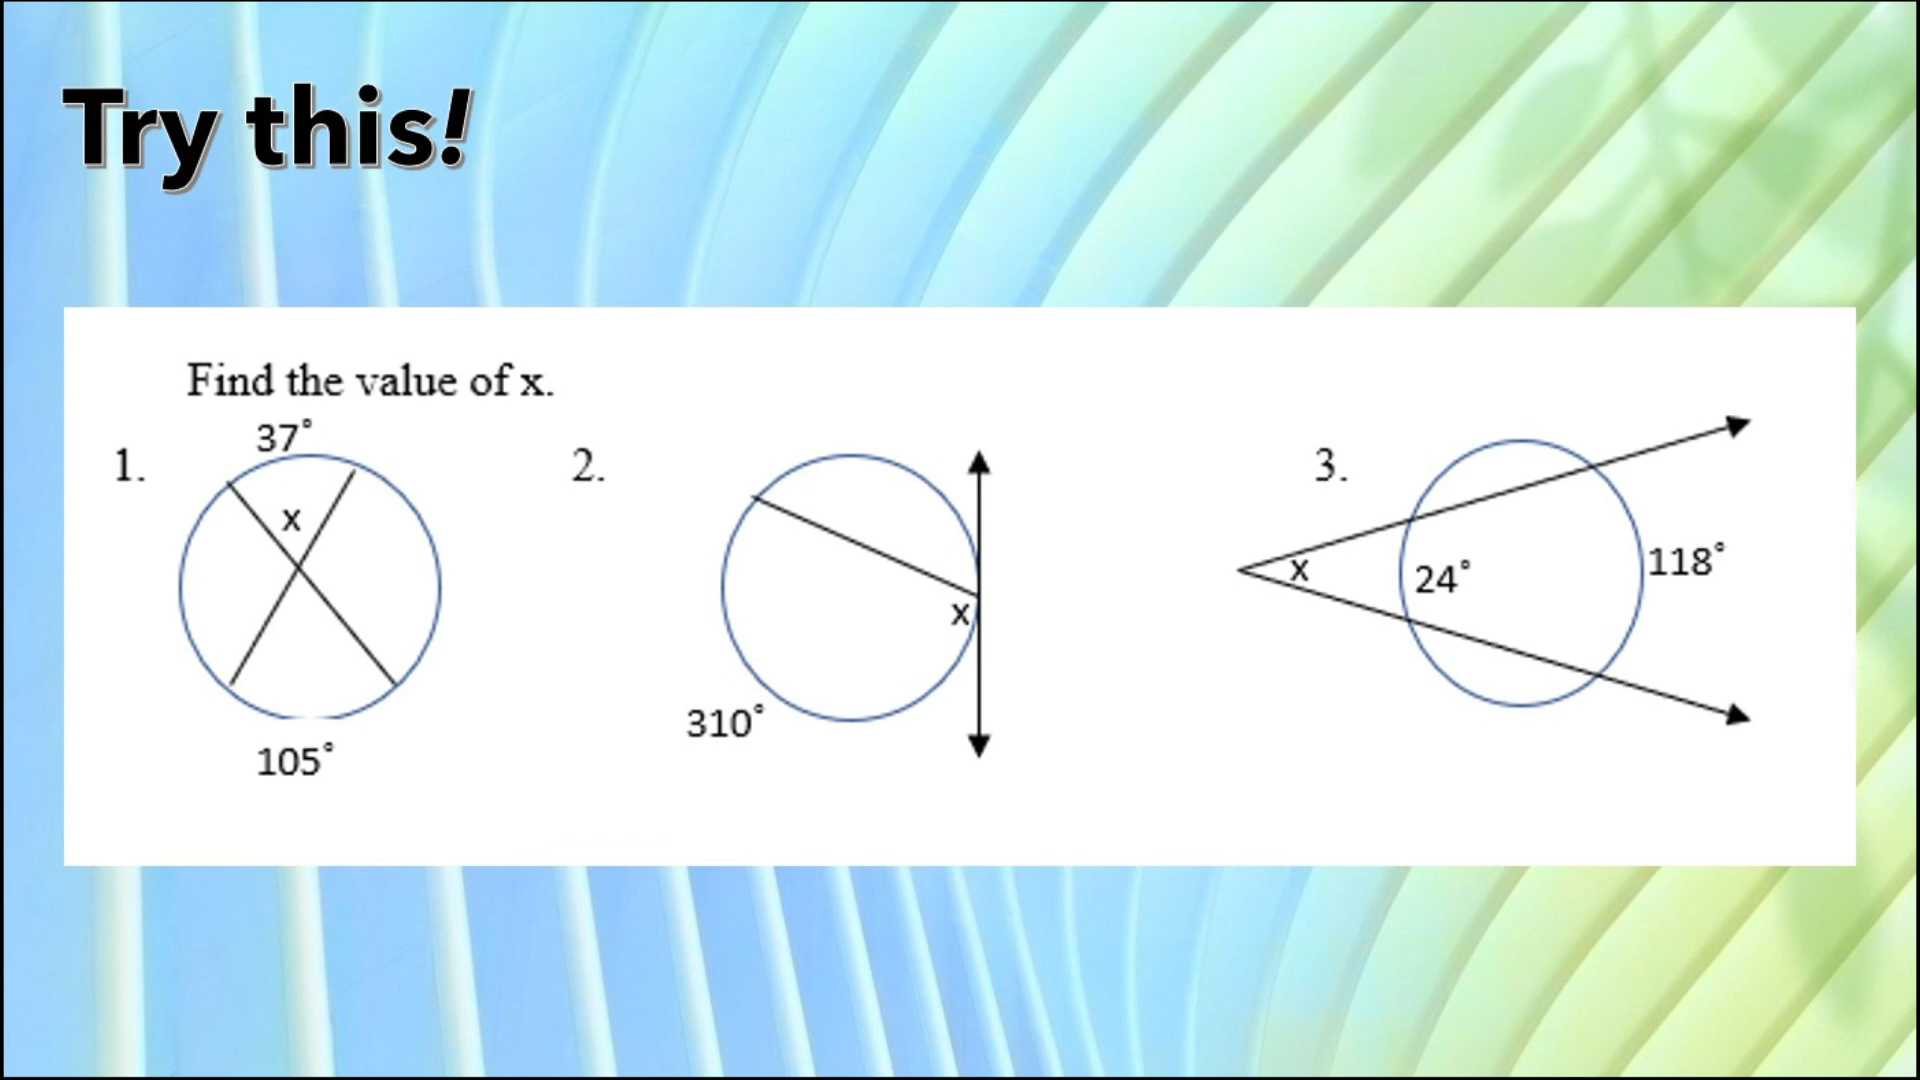 Try this!
Find the value of x.
1.
37°
x
105°
2.
x
310°
3.
x
24°
118°